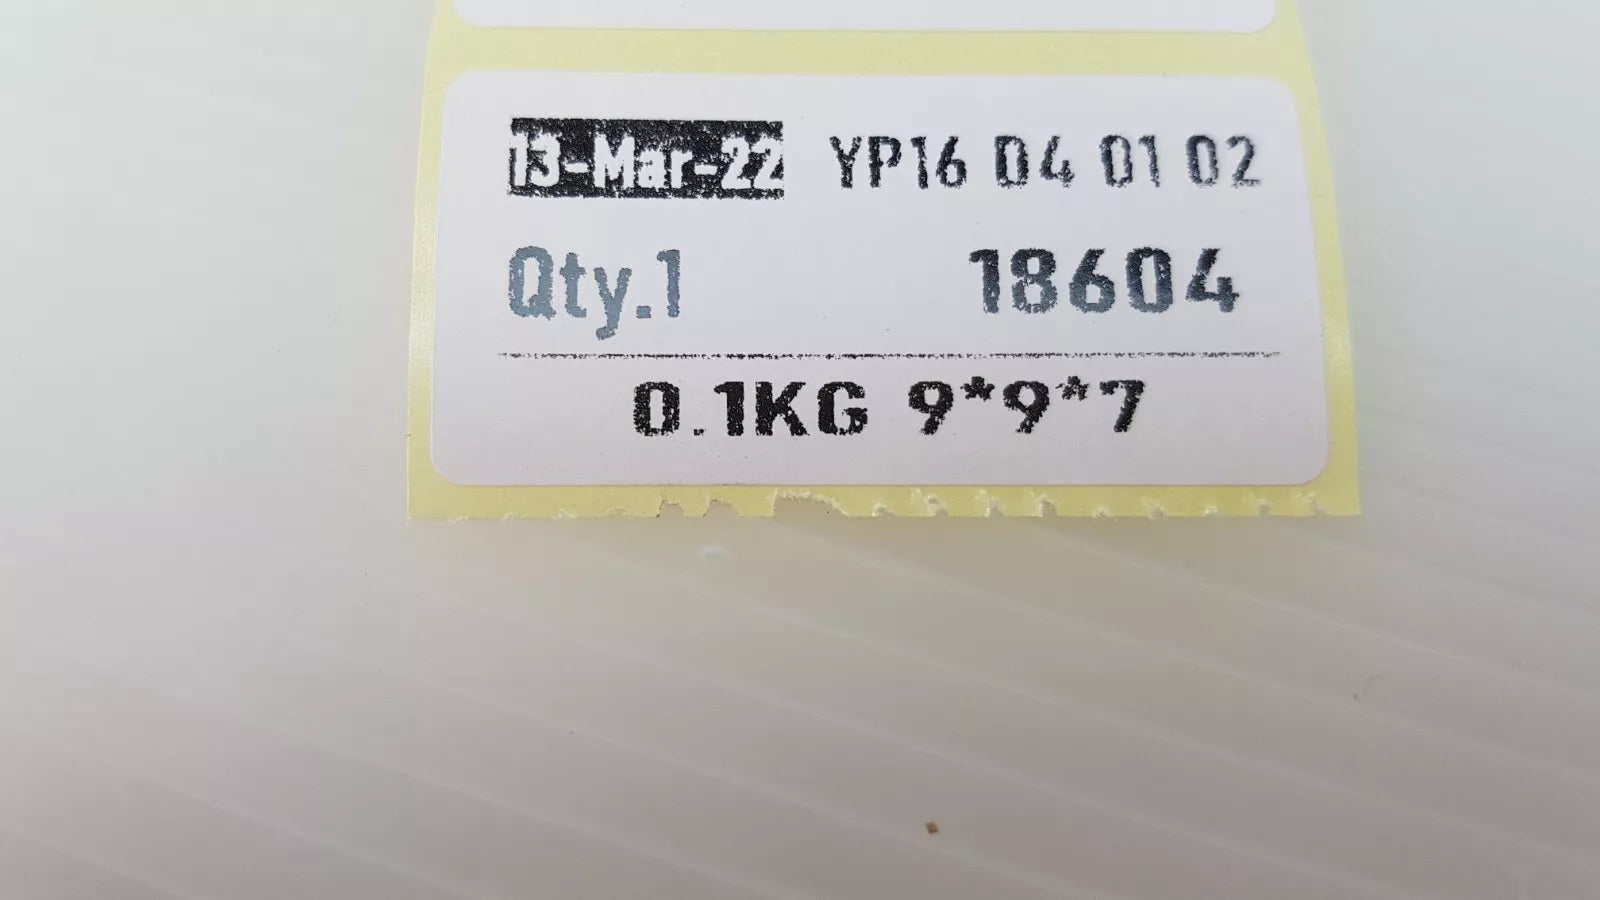 13-Mar-22 YP16 04 01 02
Qty.1 18604
0.1KG 9*9*7